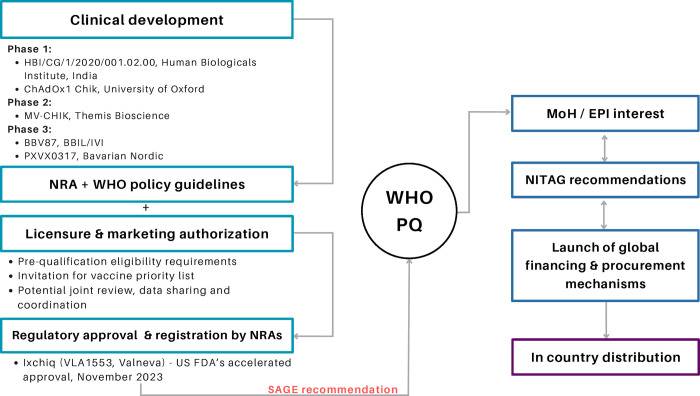 Clinical development
Phase 1:
• HBI/CG/1/2020/001.02.00, Human Biologicals
Institute, India
• ChAdOx1 Chik, University of Oxford
Phase 2:
• MV-CHIK, Themis Bioscience
Phase 3:
• BBV87, BBIL/IVI
• PXVX0317, Bavarian Nordic
NRA + WHO policy guidelines
+
Licensure & marketing authorization
• Pre-qualification eligibility requirements
• Invitation for vaccine priority list
• Potential joint review, data sharing and
coordination
Regulatory approval & registration by NRAs
• Ixchiq (VLA1553, Valneva) - US FDA's accelerated
approval, November 2023
SAGE recommendation
WHO
PQ
MoH / EPI interest
NITAG recommendations
Launch of global
financing & procurement
mechanisms
In country distribution